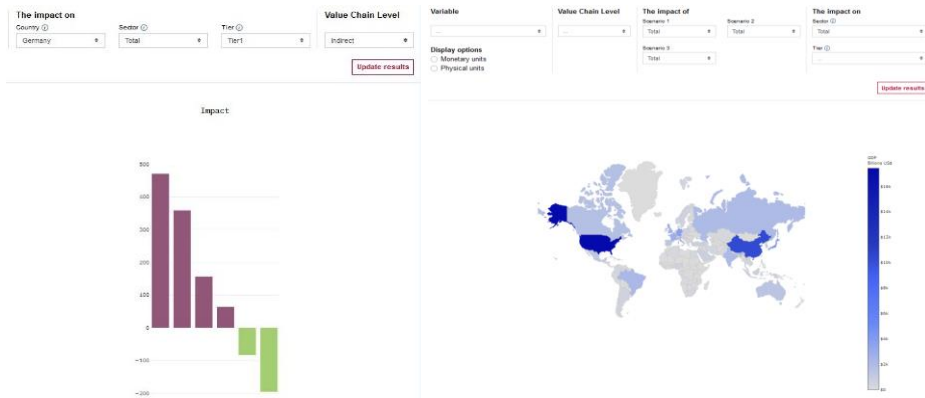 The impact on
Value Chain Level
Country ⓘ
Sector ⓘ
Tier ⓘ
Germany
Total
Tier1
Indirect
Update results
Impact
500
400
300
200
100
0
−100
−200
Variable
Value Chain Level
The impact of
The impact on
Scenario 1
Scenario 2
Sector ⓘ
...
...
Total
Total
Total
Display options
Monetary units
Physical units
Scenario 3
Total
Tier ⓘ
...
Update results
GDP
Billions US$
$0